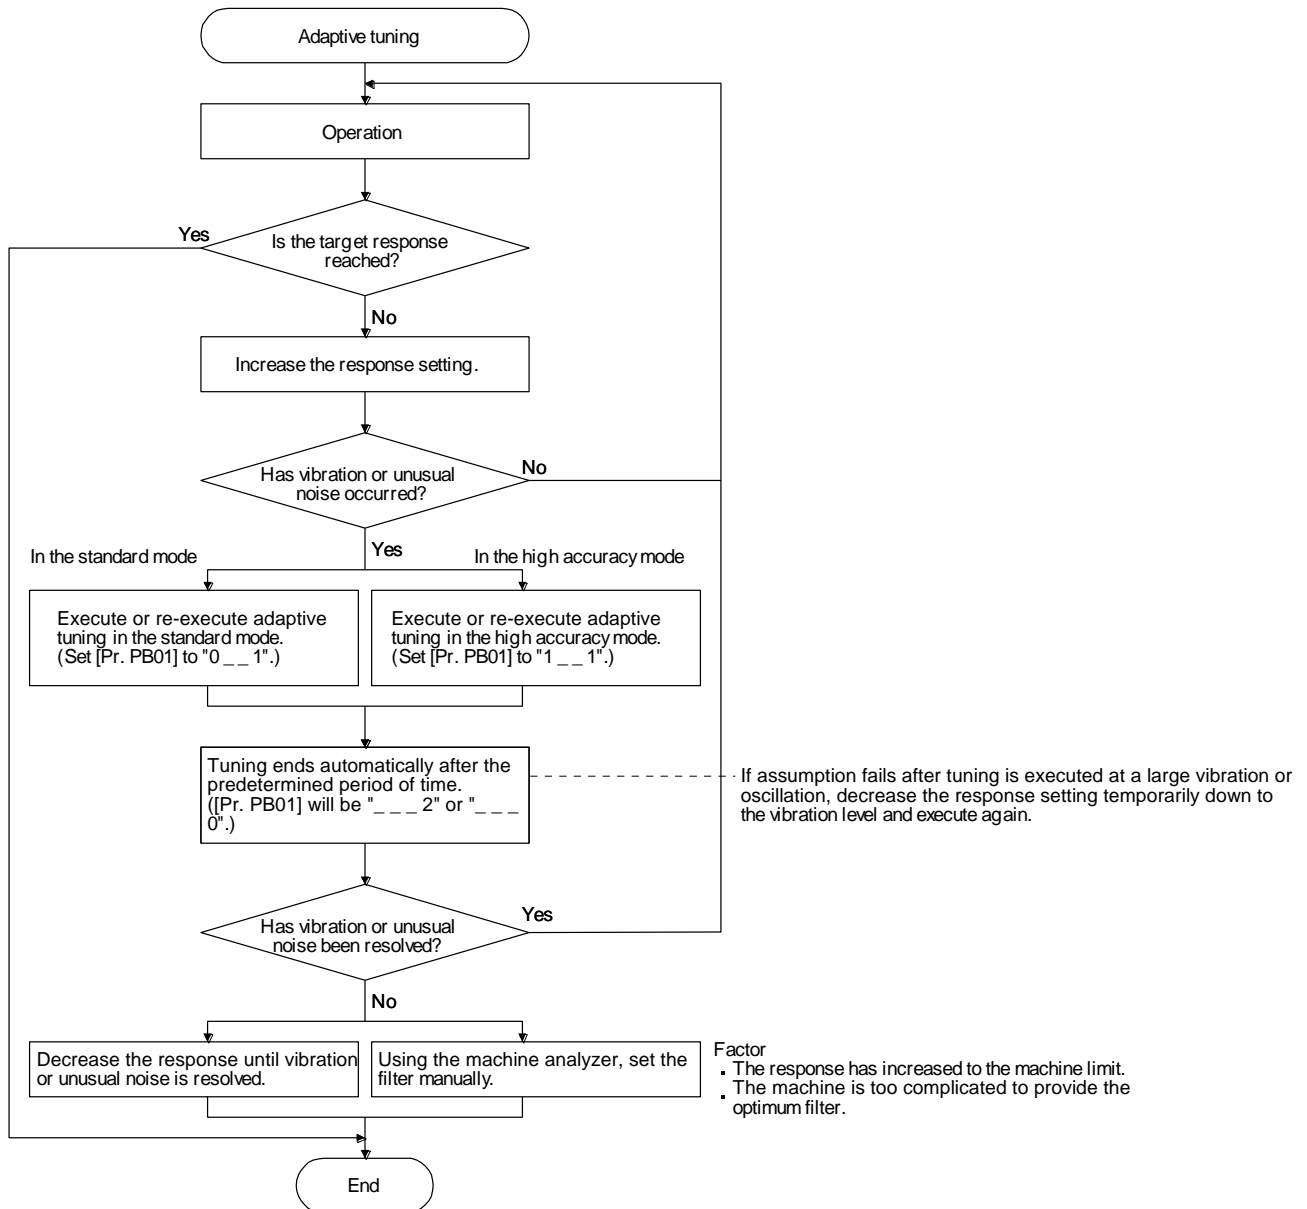 Adaptive tuning
Operation
Yes
Is the target response
reached?
No
Increase the response setting.
Has vibration or unusual
noise occurred?
No
Yes
In the standard mode
In the high accuracy mode
Execute or re-execute adaptive
tuning in the standard mode.
(Set [Pr. PB01] to "0 _ _ 1".)
Execute or re-execute adaptive
tuning in the high accuracy mode.
(Set [Pr. PB01] to "1 _ _ 1".)
Tuning ends automatically after the
predetermined period of time.
([Pr. PB01] will be "_ _ _ 2" or "_ _ _
0".)
If assumption fails after tuning is executed at a large vibration or
oscillation, decrease the response setting temporarily down to
the vibration level and execute again.
Has vibration or unusual
noise been resolved?
Yes
No
Decrease the response until vibration
or unusual noise is resolved.
Using the machine analyzer, set the
filter manually.
Factor
. The response has increased to the machine limit.
. The machine is too complicated to provide the
optimum filter.
End